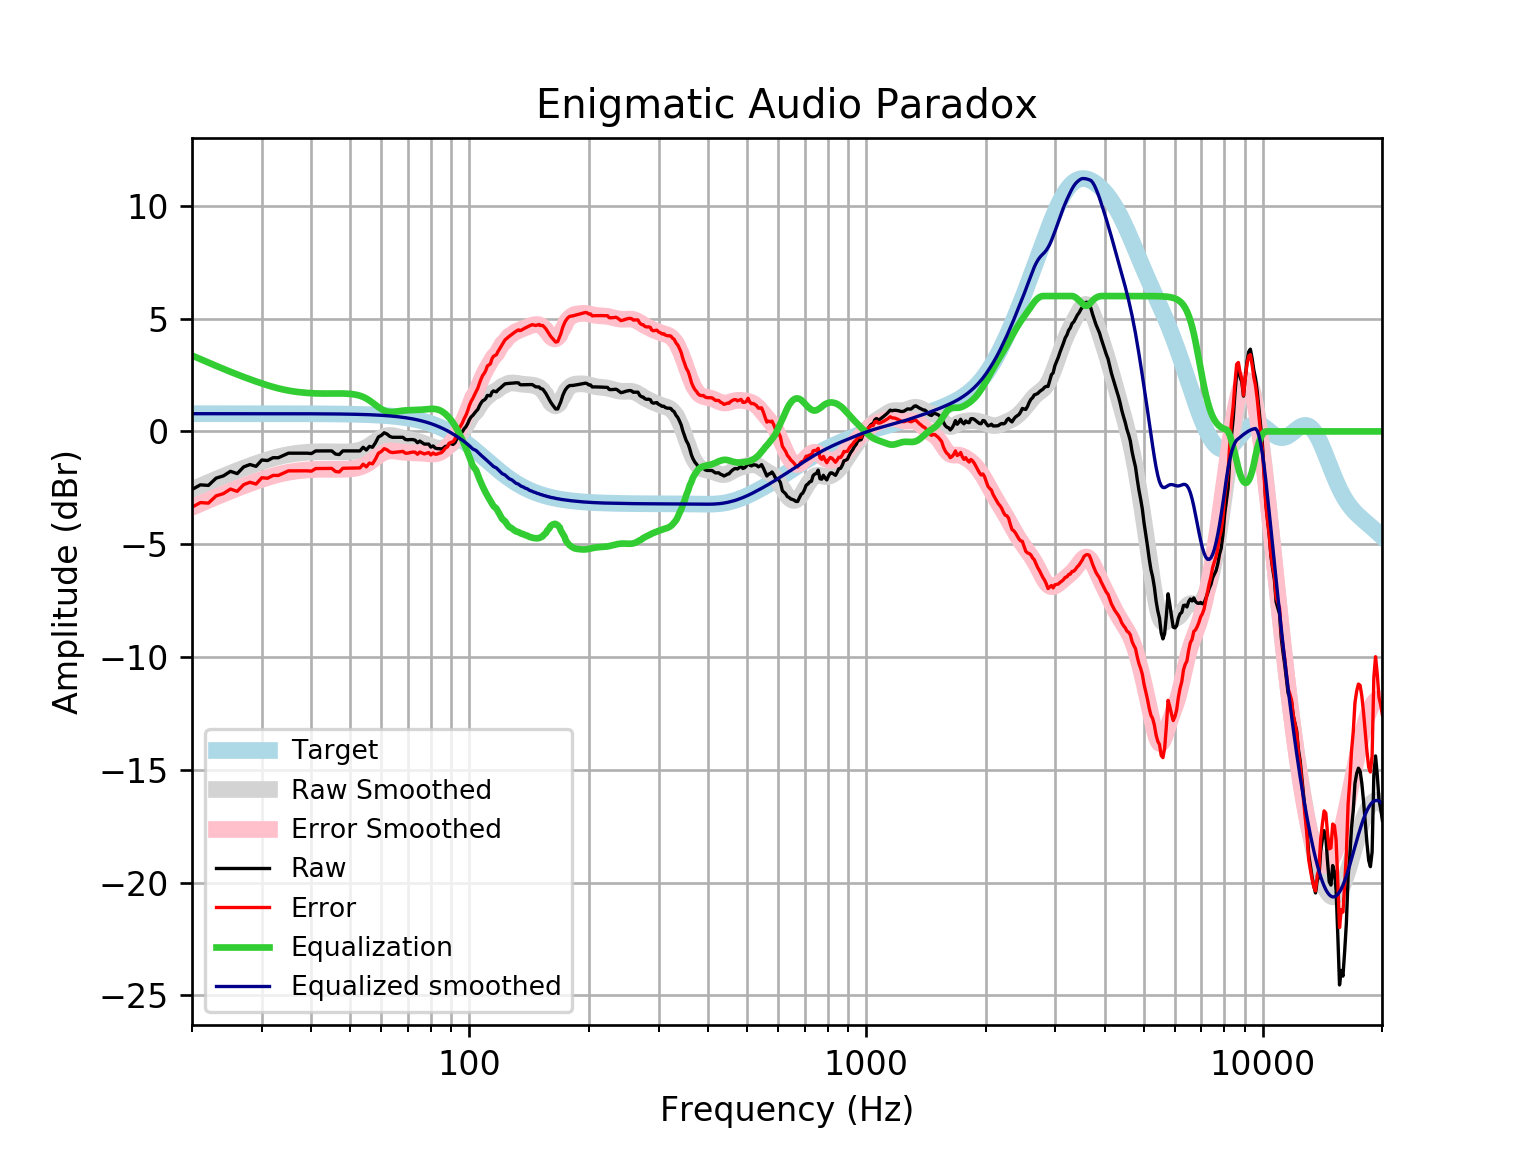 Enigmatic Audio Paradox
Amplitude (dBr)
10
5
0
−5
−10
−15
−20
−25
Target
Raw Smoothed
Error Smoothed
Raw
Error
Equalization
Equalized smoothed
100
1000
10000
Frequency (Hz)